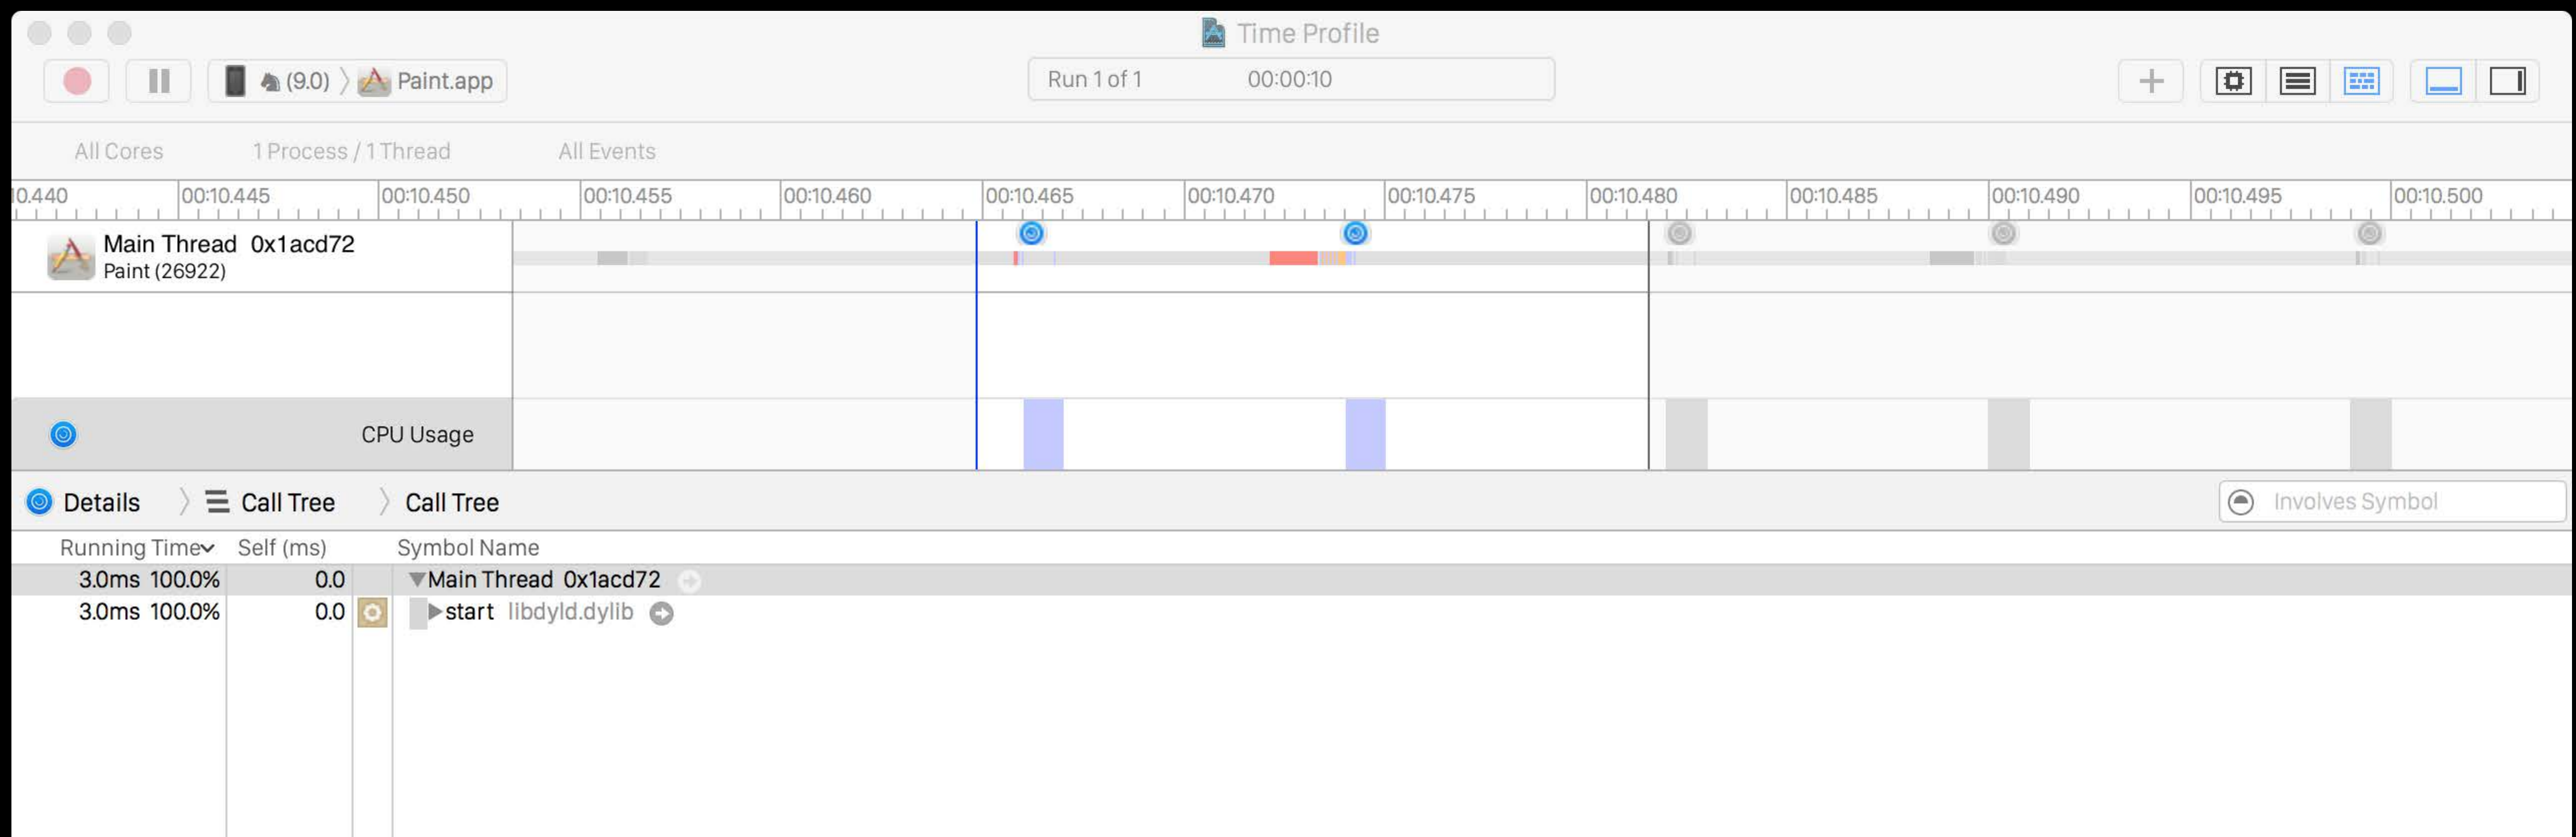 Time Profile
(9.0) Paint.app Run 1 of 1 00:00:10
All Cores 1 Process / 1 Thread All Events
10.440 00:10.445 00:10.450 00:10.455 00:10.460 00:10.465 00:10.470 00:10.475 00:10.480 00:10.485 00:10.490 00:10.495 00:10.500
Main Thread 0x1acd72
Paint (26922)
CPU Usage
Details Call Tree Call Tree Involves Symbol
Running Time Self (ms) Symbol Name
3.0ms 100.0% 0.0 Main Thread 0x1acd72
3.0ms 100.0% 0.0 start libdyld.dylib